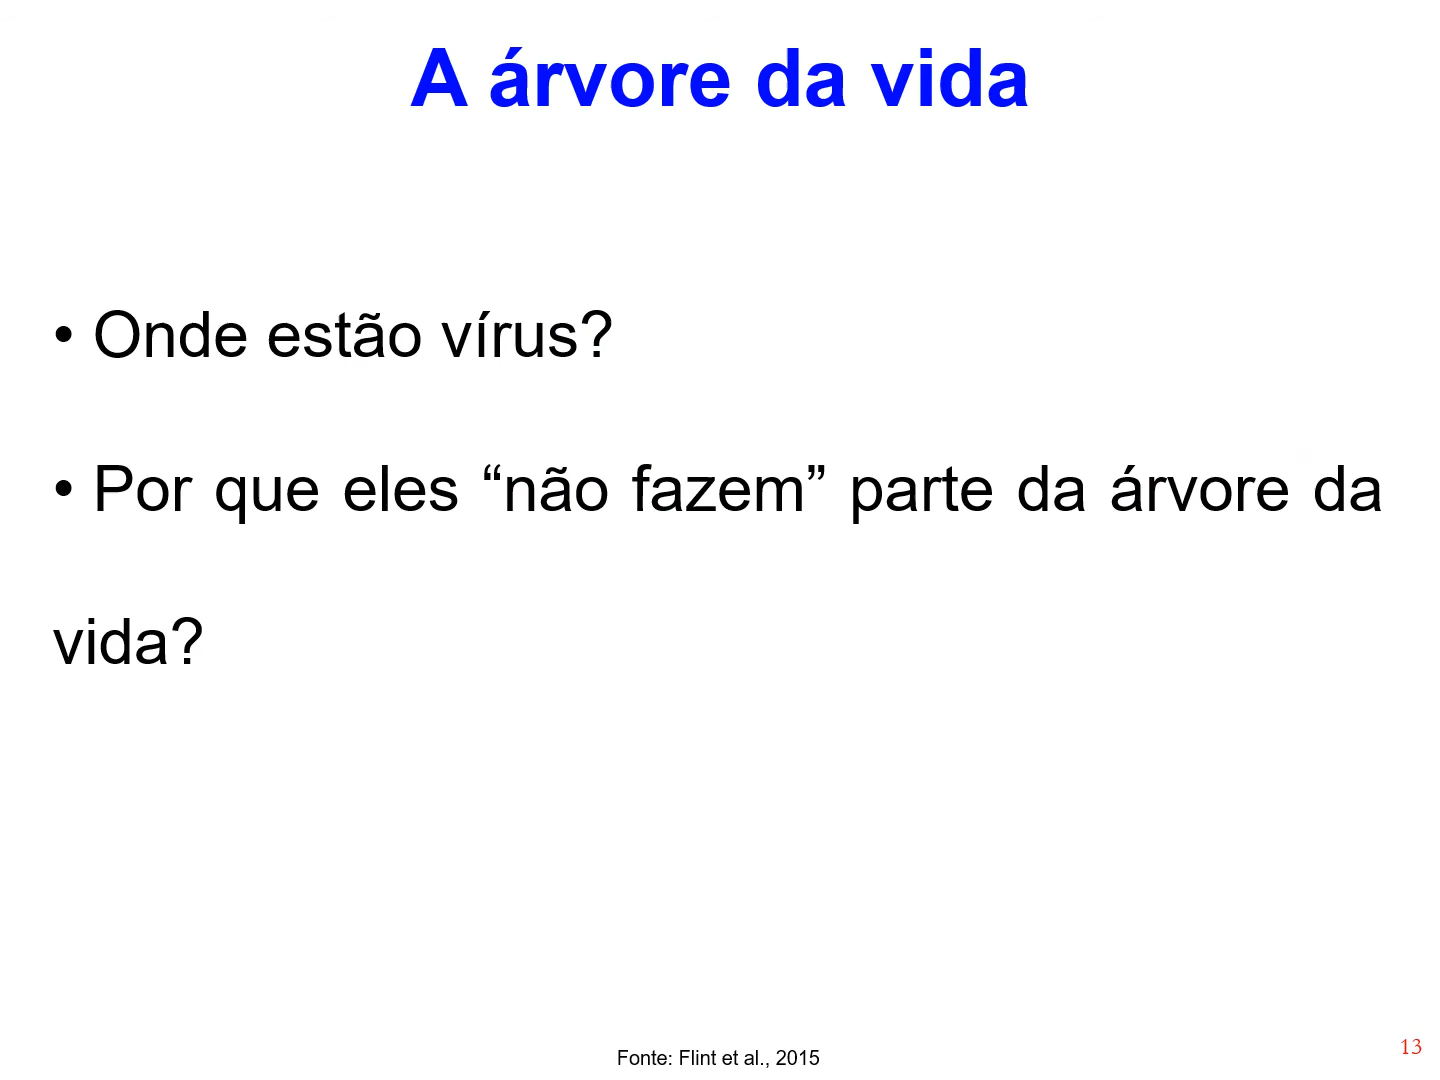 A árvore da vida
• Onde estão vírus?
• Por que eles “não fazem” parte da árvore da
vida?
Fonte: Flint et al., 2015
13